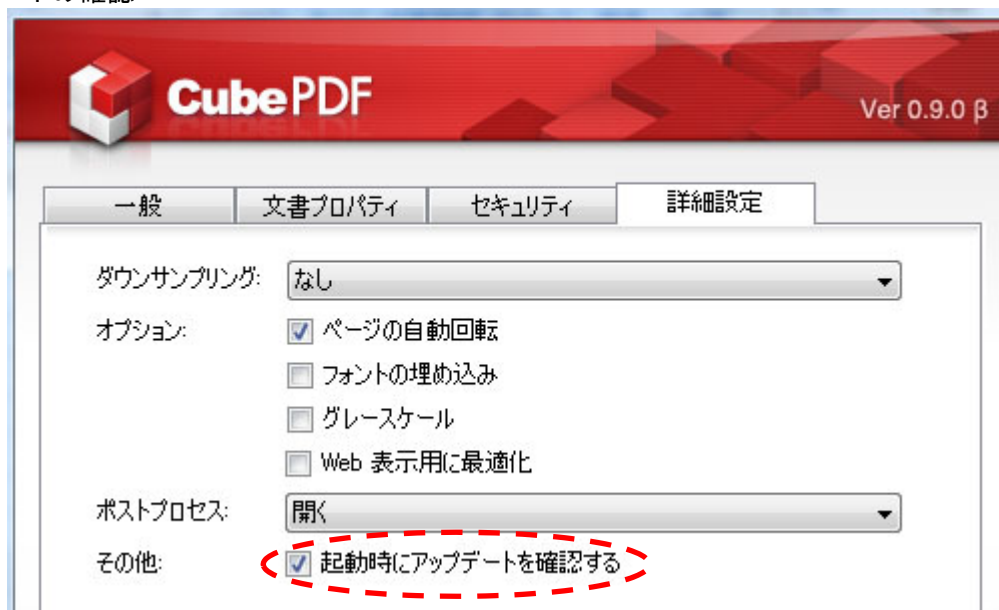 CubePDF
Ver 0.9.0 β
一般 文書プロパティ セキュリティ 詳細設定
ダウンサンプリング: なし
オプション: ページの自動回転
フォントの埋め込み
グレースケール
Web 表示用に最適化
ポストプロセス: 開く
その他: 起動時にアップデートを確認する